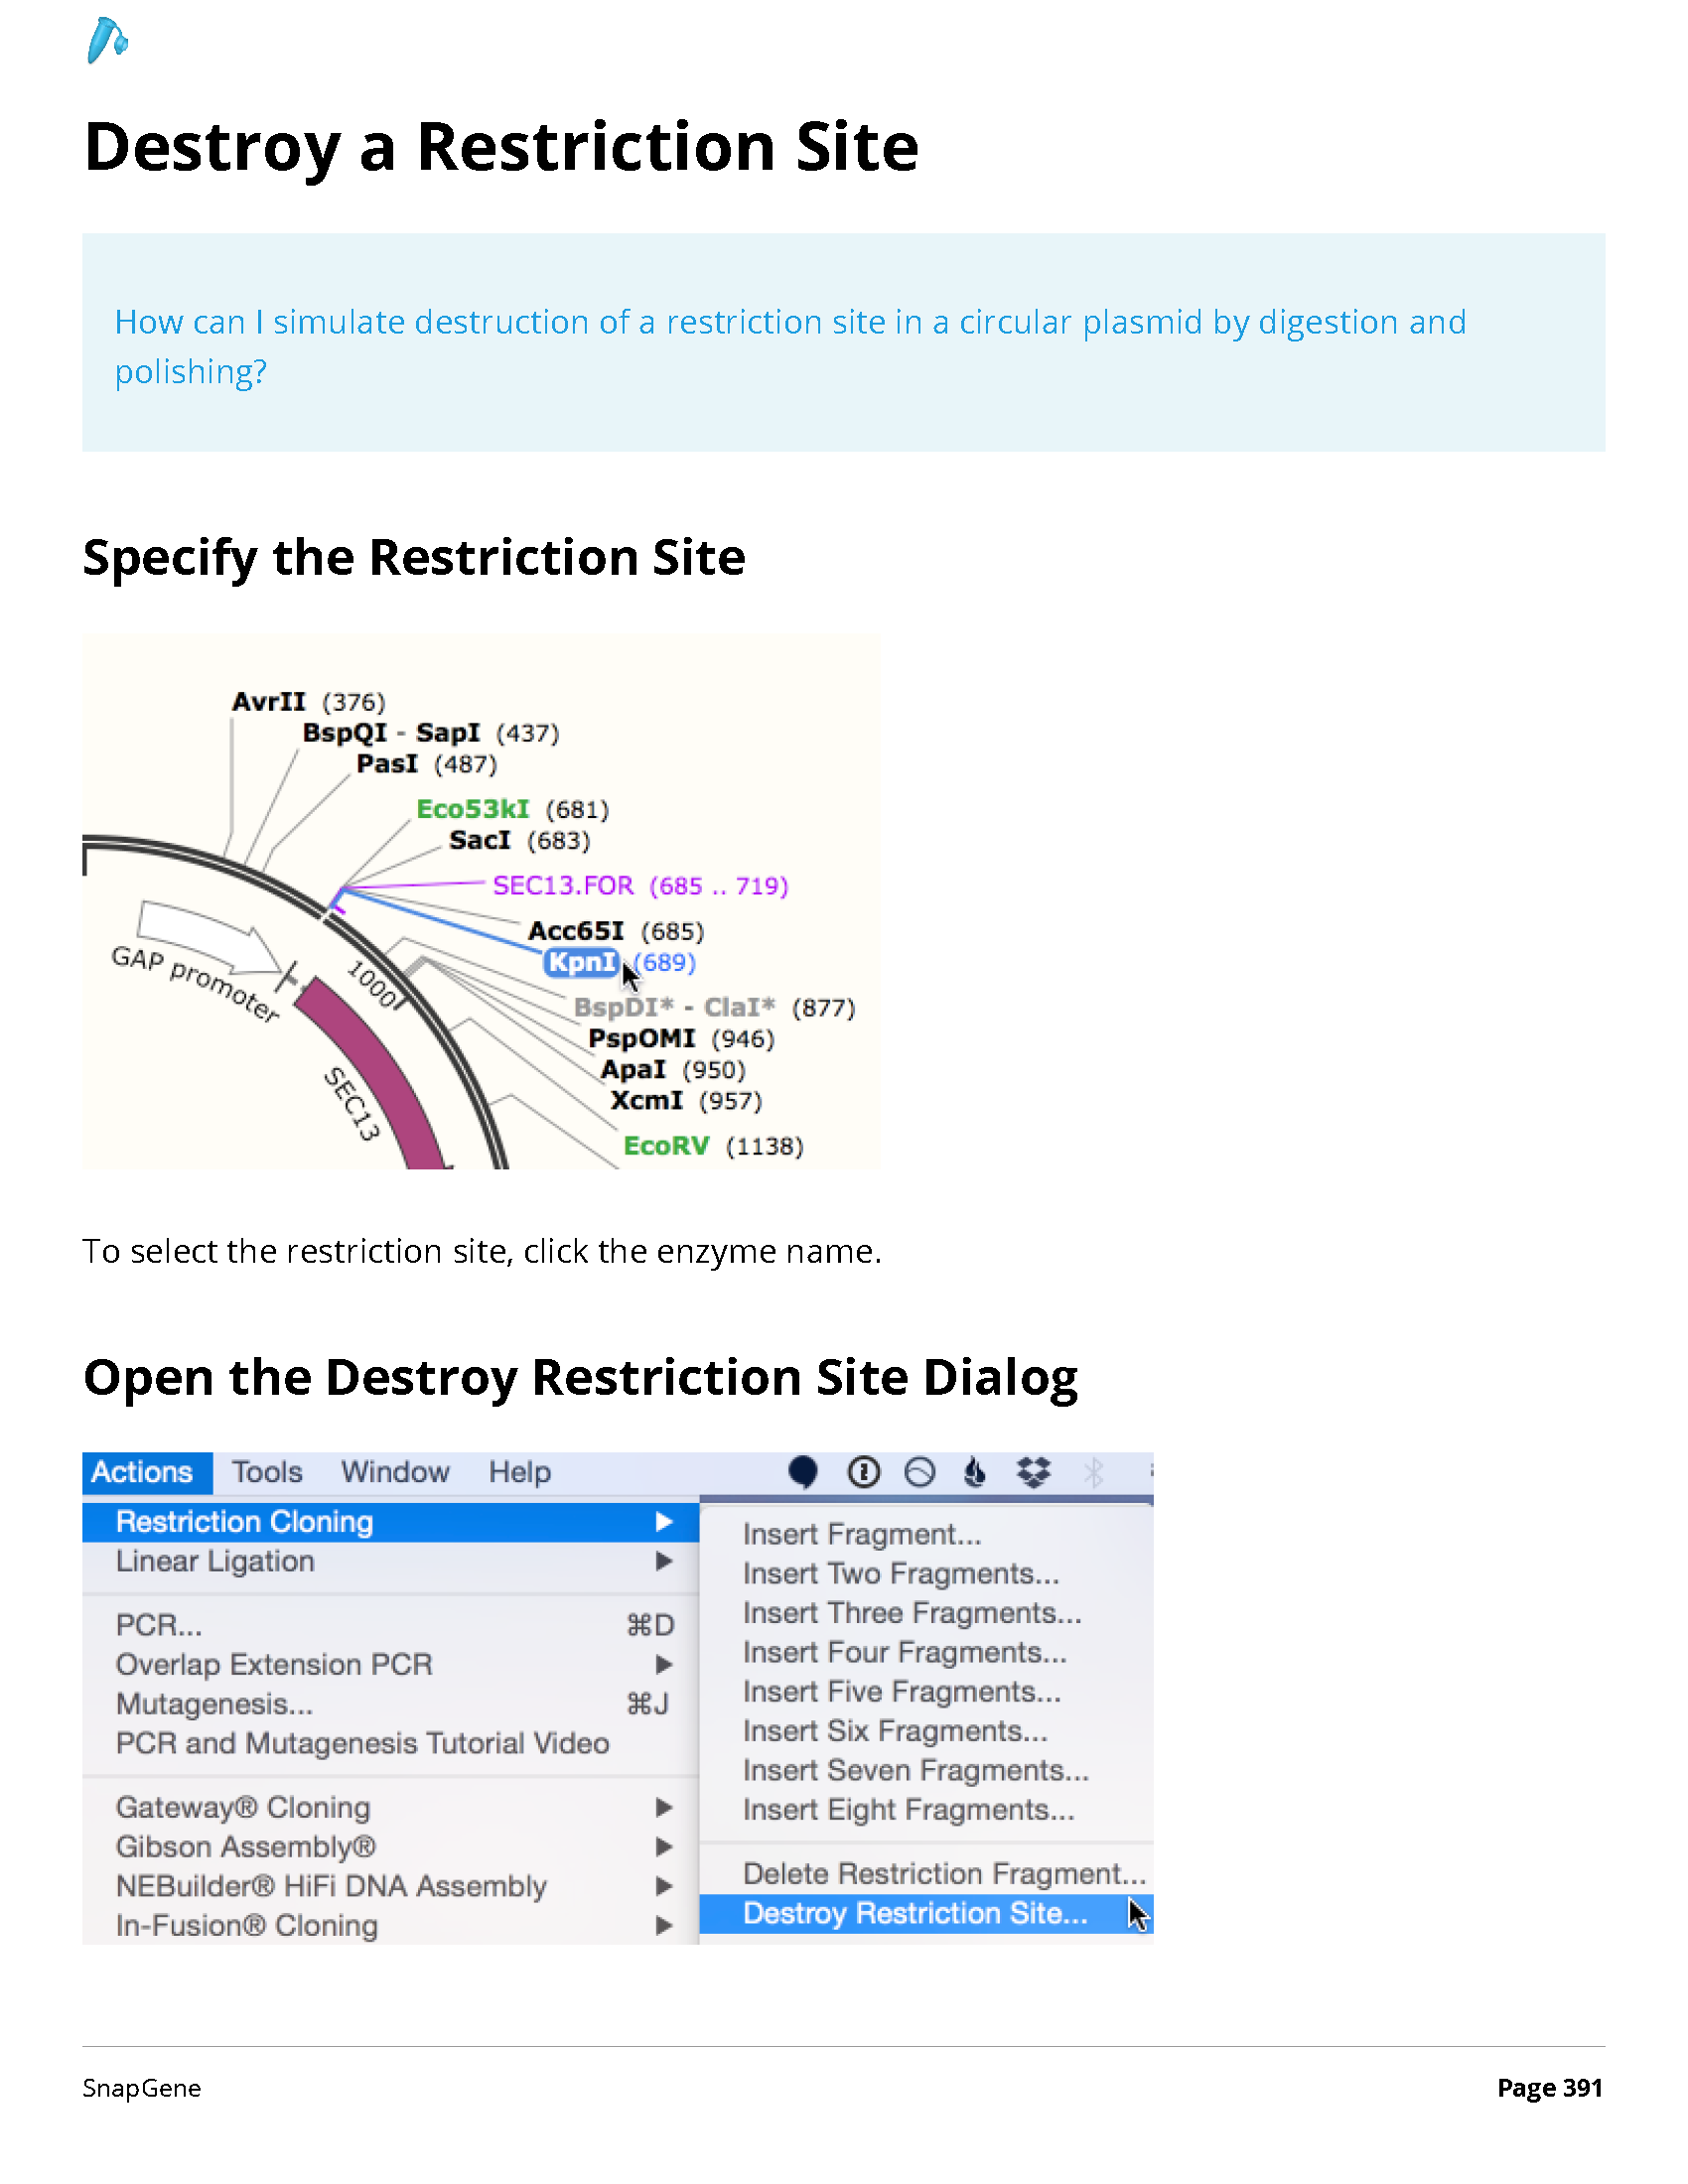 Destroy a Restriction Site
How can I simulate destruction of a restriction site in a circular plasmid by digestion and
polishing?
Specify the Restriction Site
AvrII (376)
BspQI - SapI (437)
PasI (487)
Eco53kI (681)
SacI (683)
SEC13.FOR (685 .. 719)
Acc65I (685)
KpnI (689)
BspDI* - ClaI* (877)
PspOMI (946)
ApaI (950)
XcmI (957)
EcoRV (1138)
GAP promoter
1000
SEC13
To select the restriction site, click the enzyme name.
Open the Destroy Restriction Site Dialog
Actions Tools Window Help
Restriction Cloning
Linear Ligation
PCR... ⌘D
Overlap Extension PCR
Mutagenesis... ⌘J
PCR and Mutagenesis Tutorial Video
Gateway® Cloning
Gibson Assembly®
NEBuilder® HiFi DNA Assembly
In-Fusion® Cloning
Insert Fragment...
Insert Two Fragments...
Insert Three Fragments...
Insert Four Fragments...
Insert Five Fragments...
Insert Six Fragments...
Insert Seven Fragments...
Insert Eight Fragments...
Delete Restriction Fragment...
Destroy Restriction Site...
SnapGene Page 391